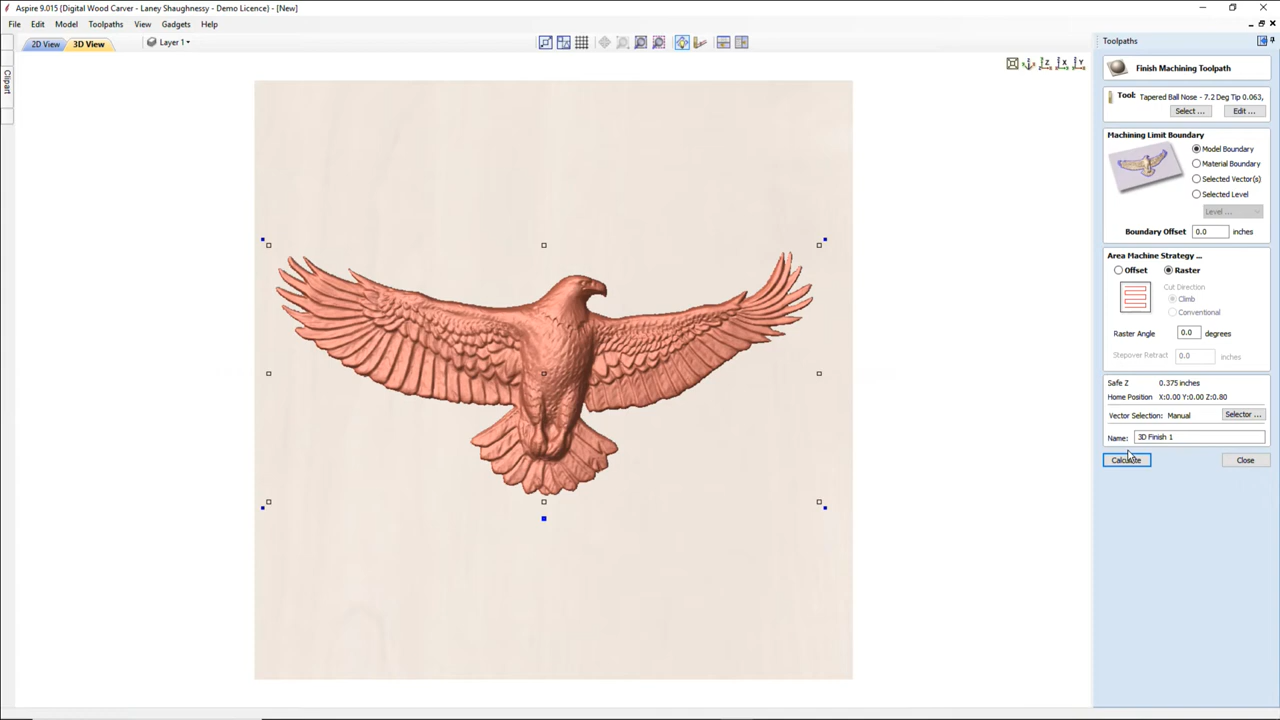 Aspire 9.015 (Digital Wood Carver - Laney Shaughnessy - Demo Licence) - [New]
File Edit Model Toolpaths View Gadgets Help
2D View 3D View Layer 1
Clipart
Z X Y
Toolpaths
Finish Machining Toolpath
Tool: Tapered Ball Nose - 7.2 Deg Tip 0.063,
Select ... Edit ...
Machining Limit Boundary
Model Boundary
Material Boundary
Selected Vector(s)
Selected Level
Level ...
Boundary Offset 0.0 inches
Area Machine Strategy ...
Offset Raster
Cut Direction
Climb
Conventional
Raster Angle 0.0 degrees
Stepover Retract 0.0 inches
Safe Z 0.375 inches
Home Position X:0.00 Y:0.00 Z:0.80
Vector Selection: Manual Selector ...
Name: 3D Finish 1
Calculate Close